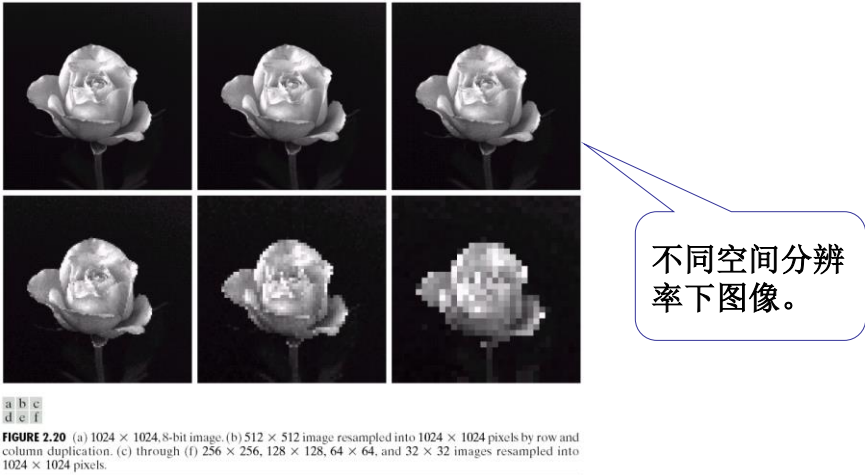 不同空间分辨
率下图像。
a b c
d e f
FIGURE 2.20 (a) 1024 × 1024, 8-bit image. (b) 512 × 512 image resampled into 1024 × 1024 pixels by row and
column duplication. (c) through (f) 256 × 256, 128 × 128, 64 × 64, and 32 × 32 images resampled into
1024 × 1024 pixels.